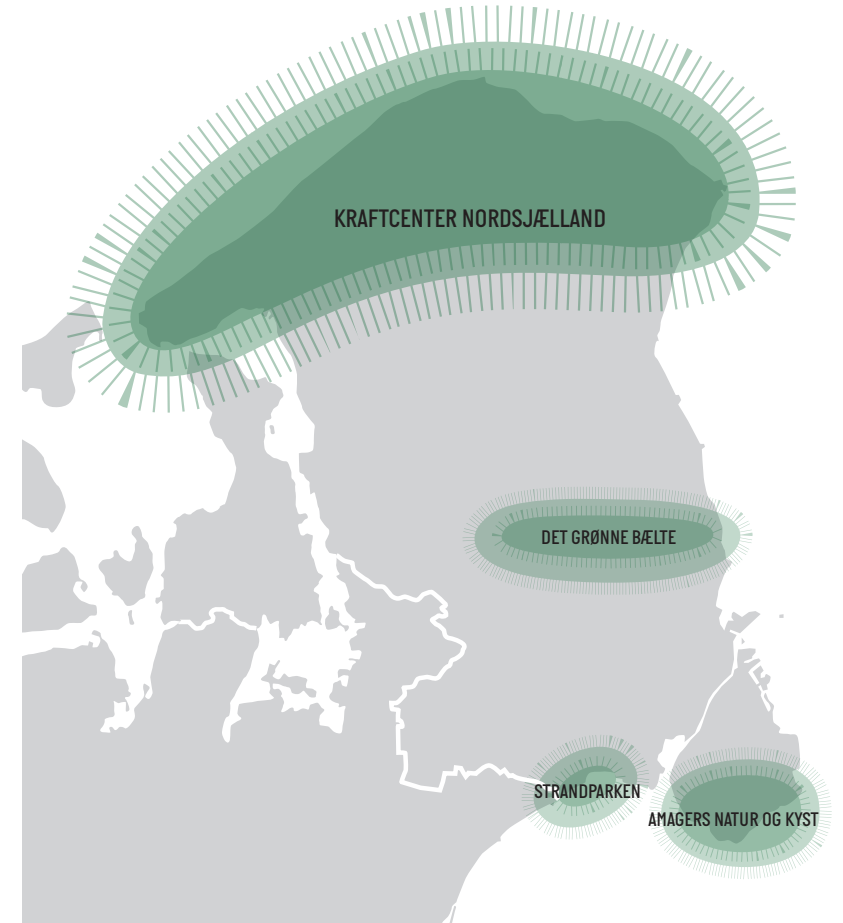 KRAFTCENTER NORDSJÆLLAND
DET GRØNNE BÆLTE
STRANDPARKEN
AMAGERS NATUR OG KYST